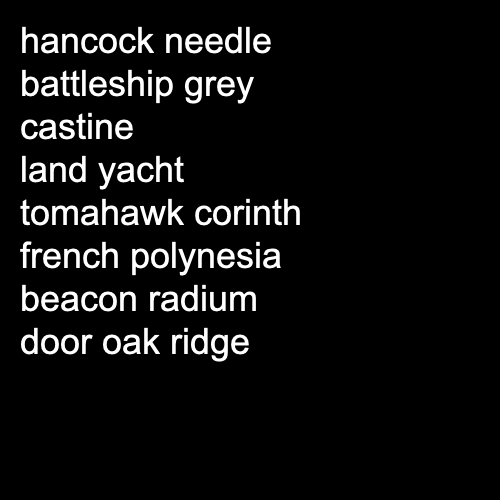 hancock needle
battleship grey
castine
land yacht
tomahawk corinth
french polynesia
beacon radium
door oak ridge